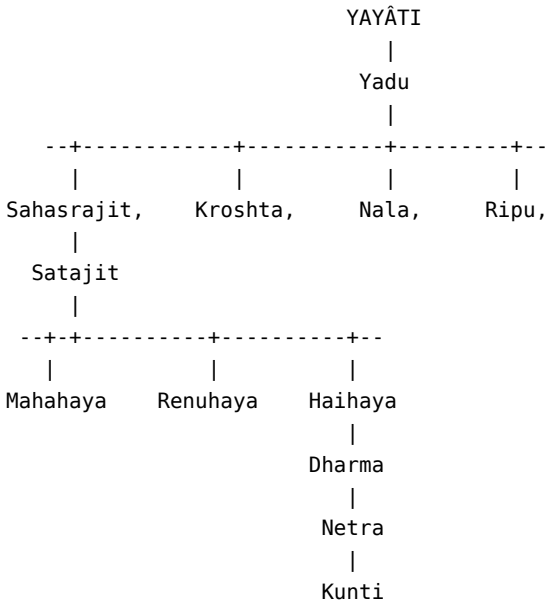 YAYÂTI
|
Yadu
|
--+------------+-----------+---------+--
| | | |
Sahasrajit, Kroshta, Nala, Ripu,
|
Satajit
|
--+-+----------+----------+--
| | |
Mahahaya Renuhaya Haihaya
|
Dharma
|
Netra
|
Kunti